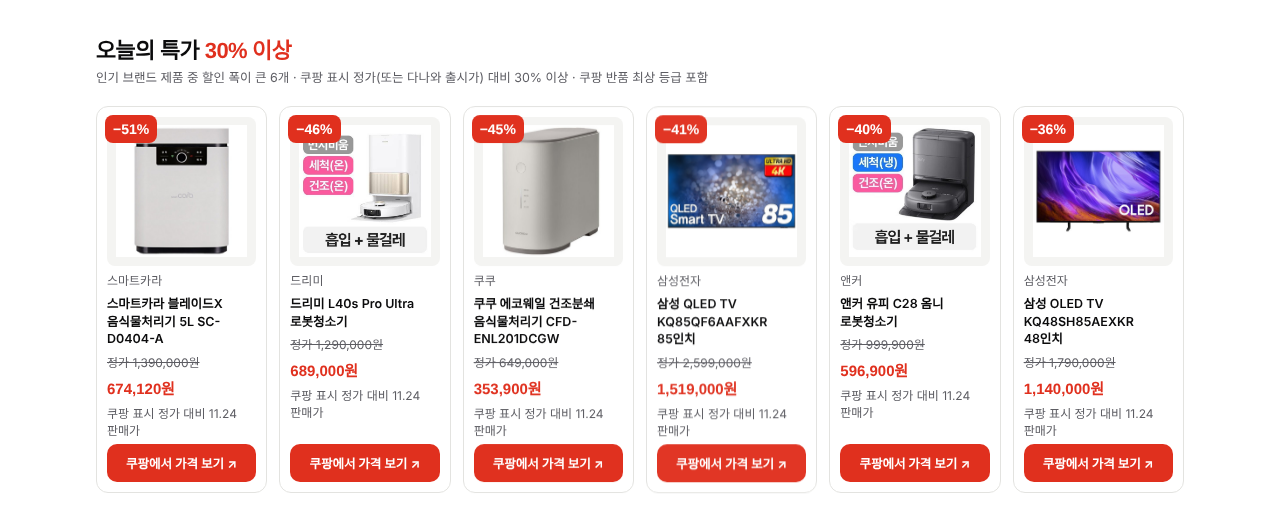 오늘의 특가 30% 이상
인기 브랜드 제품 중 할인 폭이 큰 6개 · 쿠팡 표시 정가(또는 다나와 출시가) 대비 30% 이상 · 쿠팡 반품 최상 등급 포함
−51%
스마트카라
스마트카라 블레이드X
음식물처리기 5L SC-
D0404-A
정가 1,390,000원
674,120원
쿠팡 표시 정가 대비 11.24
판매가
쿠팡에서 가격 보기 ↗
−46%
세척(온)
건조(온)
흡입 + 물걸레
드리미
드리미 L40s Pro Ultra
로봇청소기
정가 1,290,000원
689,000원
쿠팡 표시 정가 대비 11.24
판매가
쿠팡에서 가격 보기 ↗
−45%
쿠쿠
쿠쿠 에코웨일 건조분쇄
음식물처리기 CFD-
ENL201DCGW
정가 649,000원
353,900원
쿠팡 표시 정가 대비 11.24
판매가
쿠팡에서 가격 보기 ↗
−41%
ULTRA HD
4K
QLED
Smart TV 85
삼성전자
삼성 QLED TV
KQ85QF6AAFXKR
85인치
정가 2,599,000원
1,519,000원
쿠팡 표시 정가 대비 11.24
판매가
쿠팡에서 가격 보기 ↗
−40%
세척(냉)
건조(온)
흡입 + 물걸레
앤커
앤커 유피 C28 옴니
로봇청소기
정가 999,900원
596,900원
쿠팡 표시 정가 대비 11.24
판매가
쿠팡에서 가격 보기 ↗
−36%
OLED
삼성전자
삼성 OLED TV
KQ48SH85AEXKR
48인치
정가 1,790,000원
1,140,000원
쿠팡 표시 정가 대비 11.24
판매가
쿠팡에서 가격 보기 ↗